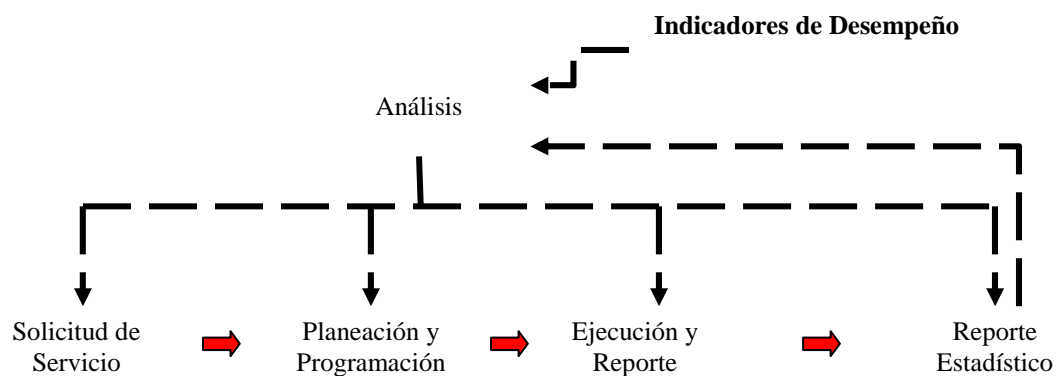 Indicadores de Desempeño
Análisis
Solicitud de
Servicio
Planeación y
Programación
Ejecución y
Reporte
Reporte
Estadístico